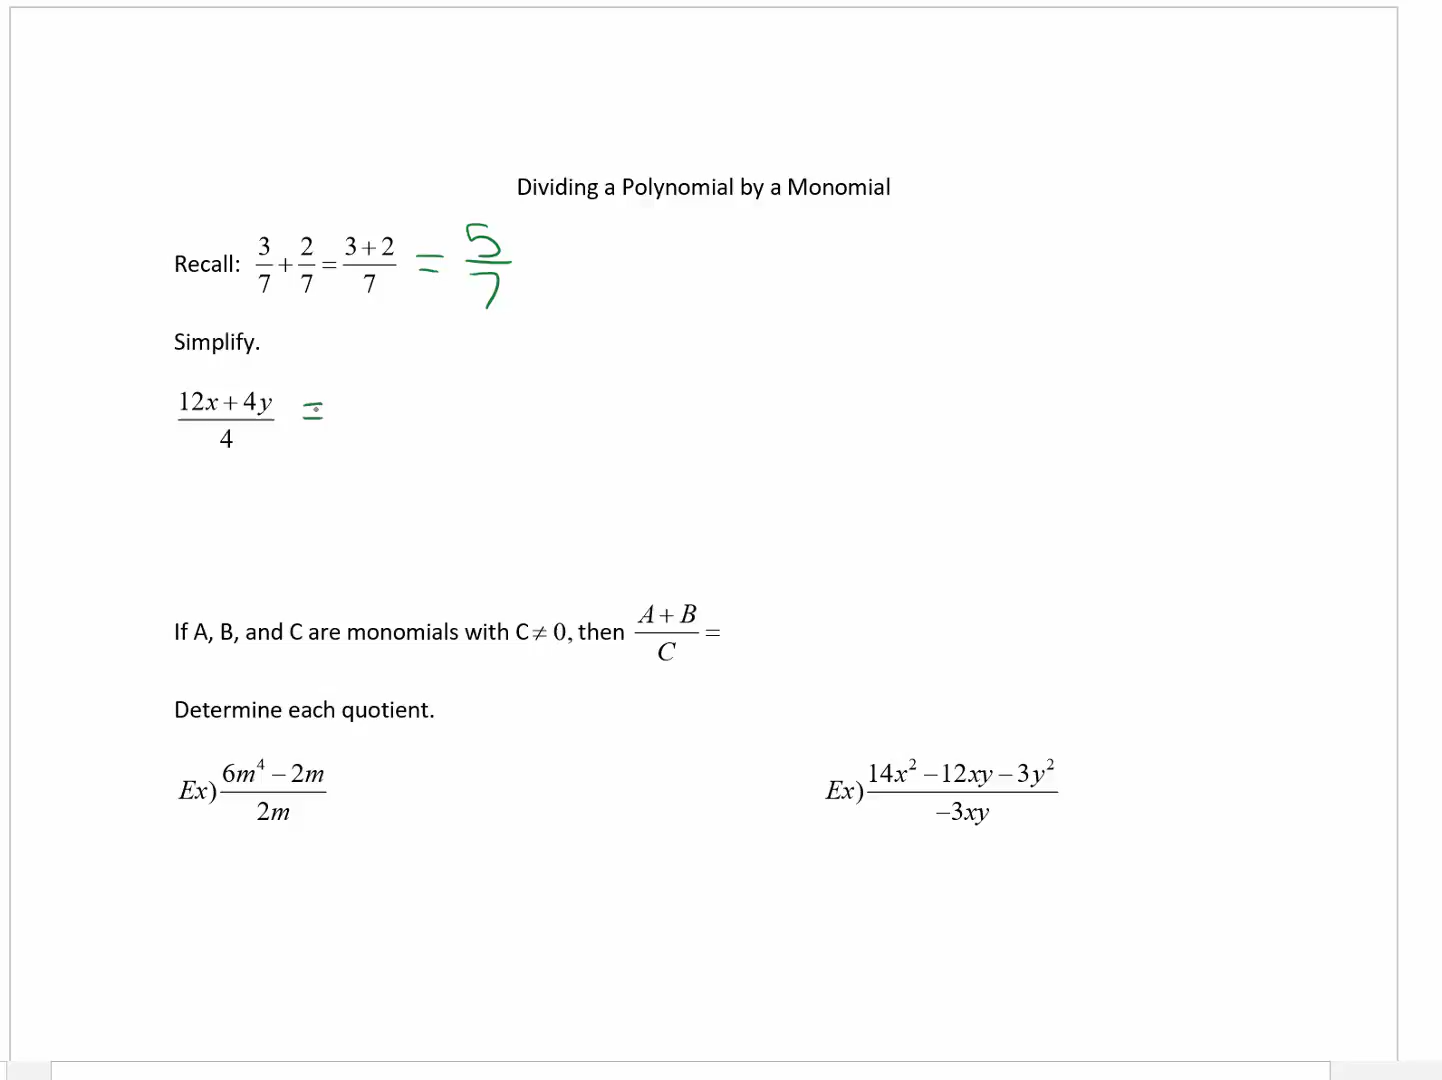 Dividing a Polynomial by a Monomial
Recall: 3/7 + 2/7 = (3+2)/7 = 5/7
Simplify.
(12x + 4y)/4 =
If A, B, and C are monomials with C ≠ 0, then (A + B)/C =
Determine each quotient.
Ex) (6m⁴ − 2m)/(2m) Ex) (14x² − 12xy − 3y²)/(−3xy)